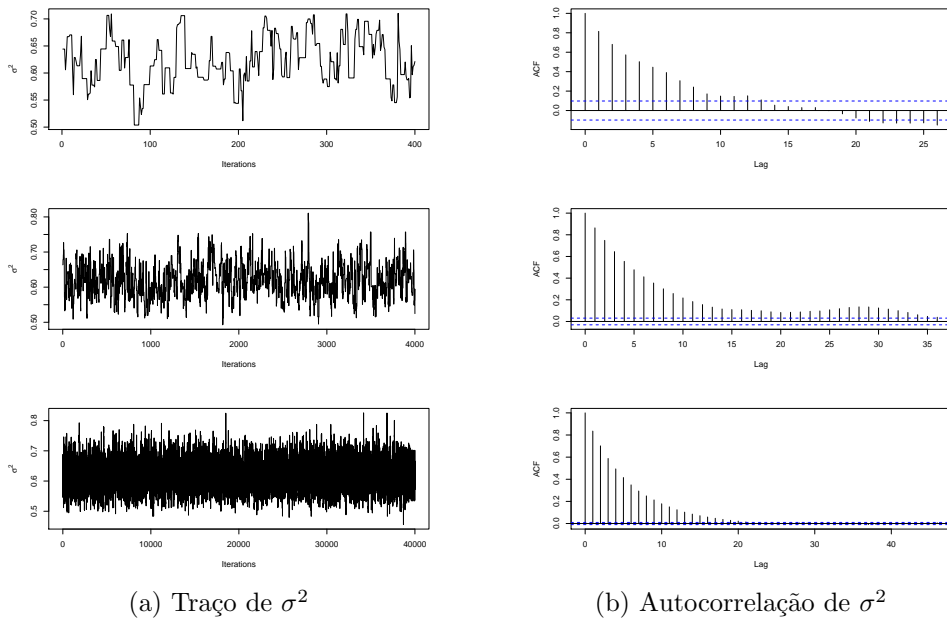 0.50 0.55 0.60 0.65 0.70
σ²
0 100 200 300 400
Iterations
0.0 0.2 0.4 0.6 0.8 1.0
ACF
0 5 10 15 20 25
Lag
0.50 0.60 0.70 0.80
σ²
0 1000 2000 3000 4000
Iterations
0.0 0.2 0.4 0.6 0.8 1.0
ACF
0 5 10 15 20 25 30 35
Lag
0.5 0.6 0.7 0.8
σ²
0 10000 20000 30000 40000
Iterations
0.0 0.2 0.4 0.6 0.8 1.0
ACF
0 10 20 30 40
Lag
(a) Traço de σ²
(b) Autocorrelação de σ²